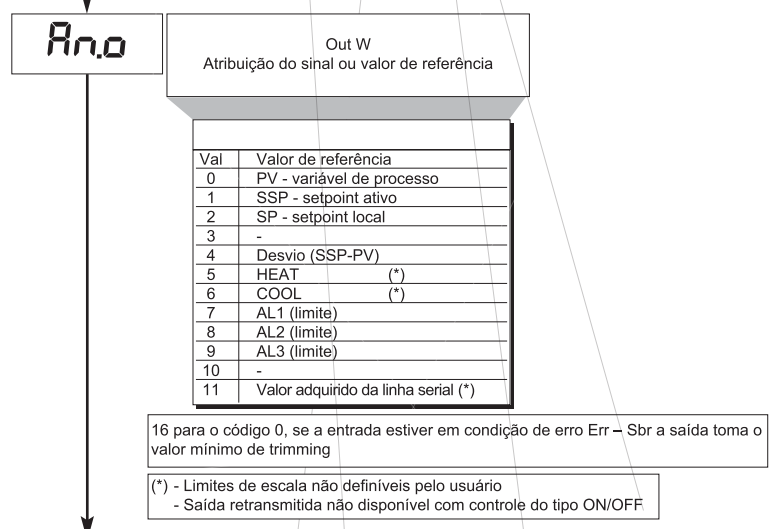 An.o
Out W
Atribuição do sinal ou valor de referência
Val Valor de referência
0 PV - variável de processo
1 SSP - setpoint ativo
2 SP - setpoint local
3 -
4 Desvio (SSP-PV)
5 HEAT (*)
6 COOL (*)
7 AL1 (limite)
8 AL2 (limite)
9 AL3 (limite)
10 -
11 Valor adquirido da linha serial (*)
16 para o código 0, se a entrada estiver em condição de erro Err – Sbr a saída toma o
valor mínimo de trimming
(*) - Limites de escala não definíveis pelo usuário
- Saída retransmitida não disponível com controle do tipo ON/OFF.